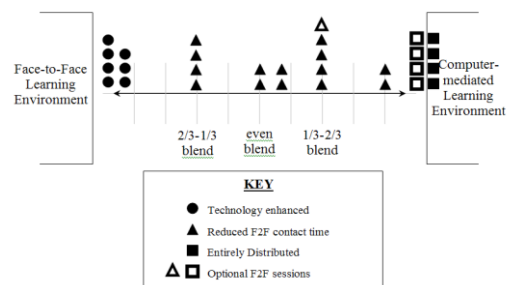 Face-to-Face
Learning
Environment
Computer-
mediated
Learning
Environment
2/3-1/3
blend
even
blend
1/3-2/3
blend
KEY
Technology enhanced
Reduced F2F contact time
Entirely Distributed
Optional F2F sessions